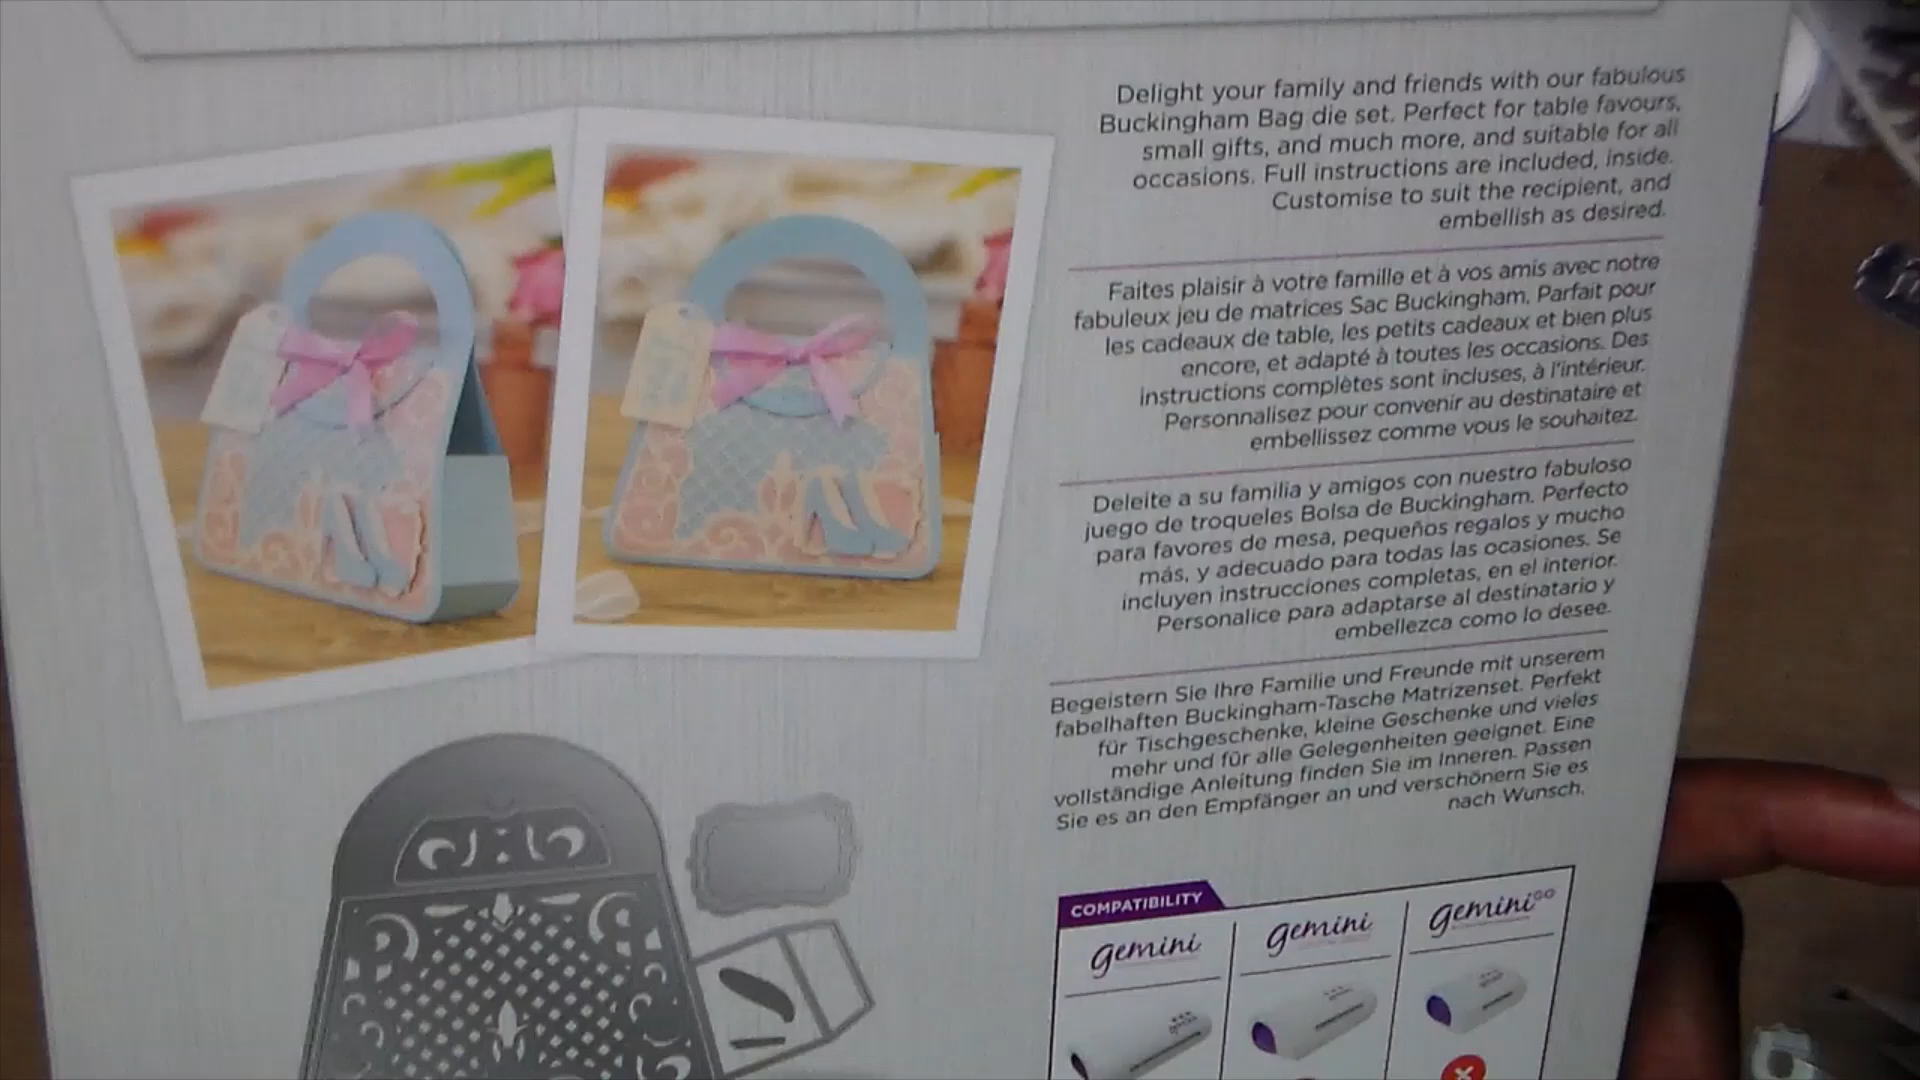 Delight your family and friends with our fabulous
Buckingham Bag die set. Perfect for table favours,
small gifts, and much more, and suitable for all
occasions. Full instructions are included, inside.
Customise to suit the recipient, and
embellish as desired.
Faites plaisir à votre famille et à vos amis avec notre
fabuleux jeu de matrices Sac Buckingham. Parfait pour
les cadeaux de table, les petits cadeaux et bien plus
encore, et adapté à toutes les occasions. Des
instructions complètes sont incluses, à l'intérieur.
Personnalisez pour convenir au destinataire et
embellissez comme vous le souhaitez.
Deleite a su familia y amigos con nuestro fabuloso
juego de troqueles Bolsa de Buckingham. Perfecto
para favores de mesa, pequeños regalos y mucho
más, y adecuado para todas las ocasiones. Se
incluyen instrucciones completas, en el interior.
Personalice para adaptarse al destinatario y
embellezca como lo desee.
Begeistern Sie Ihre Familie und Freunde mit unserem
fabelhaften Buckingham-Tasche Matrizenset. Perfekt
für Tischgeschenke, kleine Geschenke und vieles
mehr und für alle Gelegenheiten geeignet. Eine
vollständige Anleitung finden Sie im Inneren. Passen
Sie es an den Empfänger an und verschönern Sie es
nach Wunsch.
COMPATIBILITY
gemini
gemini
gemini GO